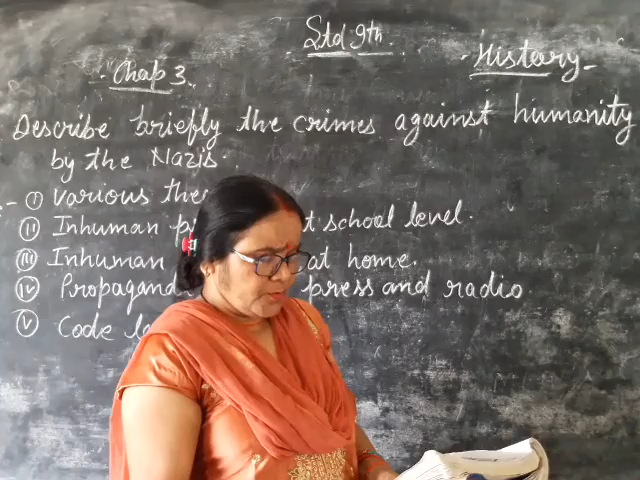 Std 9th.
Chap 3.
History
Describe briefly the crimes against humanity
by the Nazis.
(i) various
(ii) Inhuman school level.
(iii) Inhuman at home.
(iv) press and radio
(v) Code